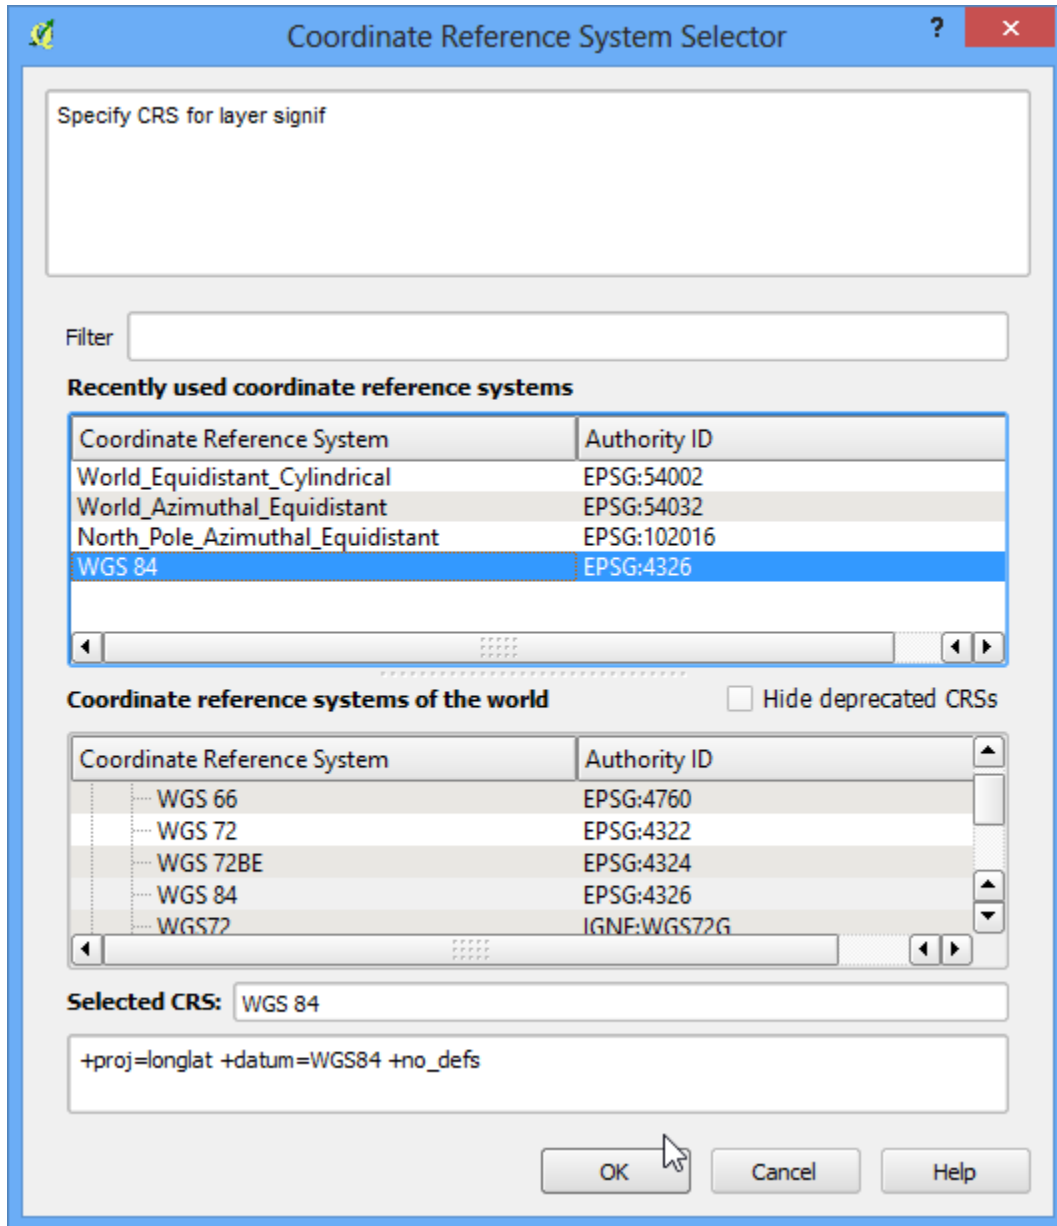 Coordinate Reference System Selector ?
Specify CRS for layer signif
Filter
Recently used coordinate reference systems
Coordinate Reference System Authority ID
World_Equidistant_Cylindrical EPSG:54002
World_Azimuthal_Equidistant EPSG:54032
North_Pole_Azimuthal_Equidistant EPSG:102016
WGS 84 EPSG:4326
Coordinate reference systems of the world Hide deprecated CRSs
Coordinate Reference System Authority ID
WGS 66 EPSG:4760
WGS 72 EPSG:4322
WGS 72BE EPSG:4324
WGS 84 EPSG:4326
WGS72 IGNF:WGS72G
Selected CRS: WGS 84
+proj=longlat +datum=WGS84 +no_defs
OK Cancel Help